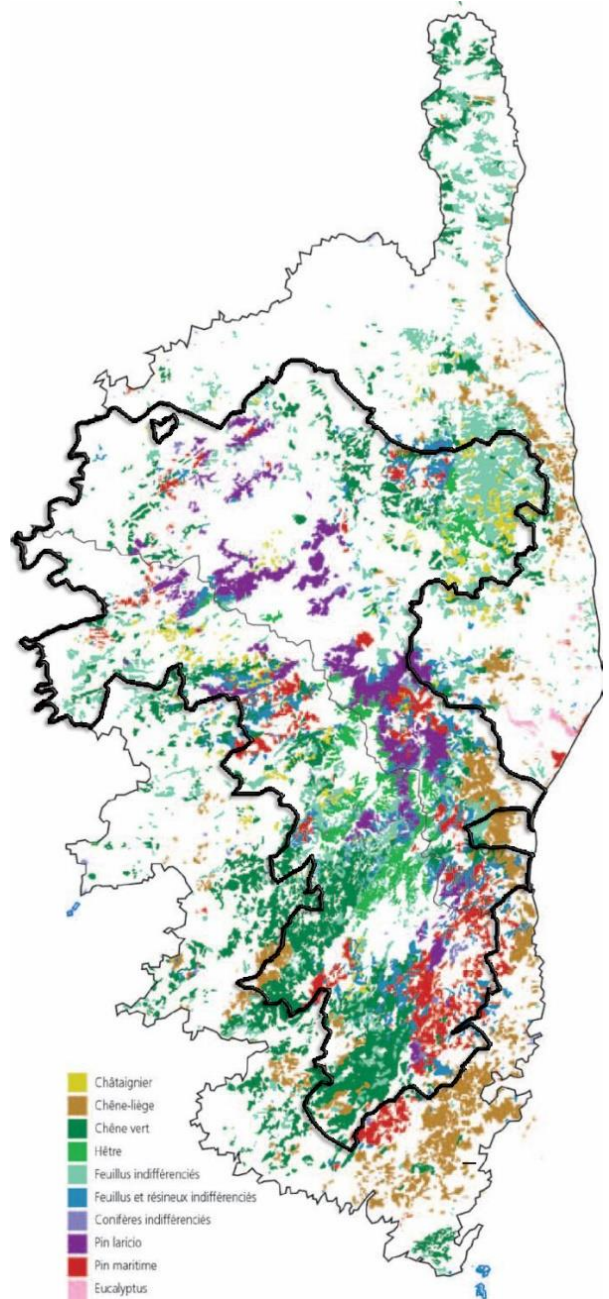 Châtaignier
Chêne-liège
Chêne vert
Hêtre
Feuillus indifférenciés
Feuillus et résineux indifférenciés
Conifères indifférenciés
Pin laricio
Pin maritime
Eucalyptus